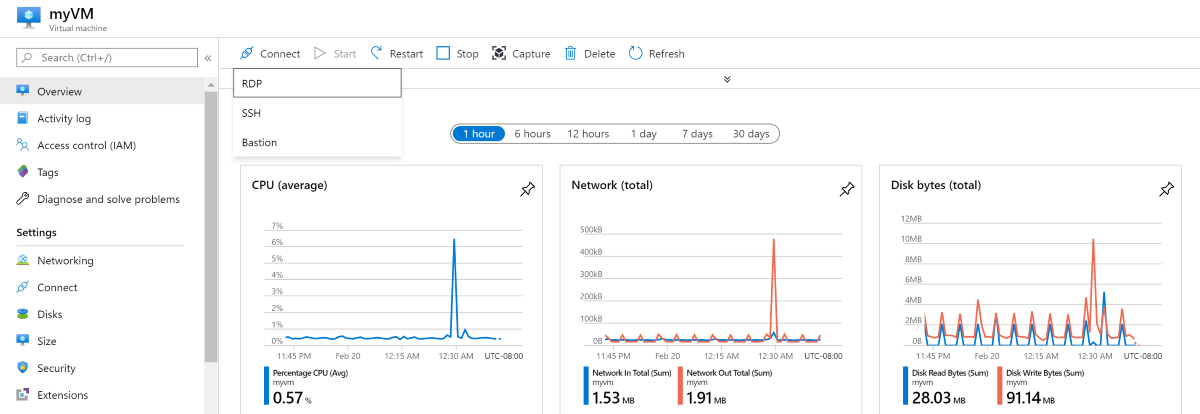 myVM
Virtual machine
Search (Ctrl+/)
«
Connect Start Restart Stop Capture Delete Refresh
RDP
SSH
Bastion
Overview
Activity log
Access control (IAM)
Tags
Diagnose and solve problems
Settings
Networking
Connect
Disks
Size
Security
Extensions
1 hour 6 hours 12 hours 1 day 7 days 30 days
CPU (average)
7%
6%
5%
4%
3%
2%
1%
0%
11:45 PM Feb 20 12:15 AM 12:30 AM UTC-08:00
Percentage CPU (Avg)
myvm
0.57 %
Network (total)
500kB
400kB
300kB
200kB
100kB
0B
11:45 PM Feb 20 12:15 AM 12:30 AM UTC-08:00
Network In Total (Sum)
myvm
1.53 MB
Network Out Total (Sum)
myvm
1.91 MB
Disk bytes (total)
12MB
10MB
8MB
6MB
4MB
2MB
0B
11:45 PM Feb 20 12:15 AM 12:30 AM UTC-08:00
Disk Read Bytes (Sum)
myvm
28.03 MB
Disk Write Bytes (Sum)
myvm
91.14 MB